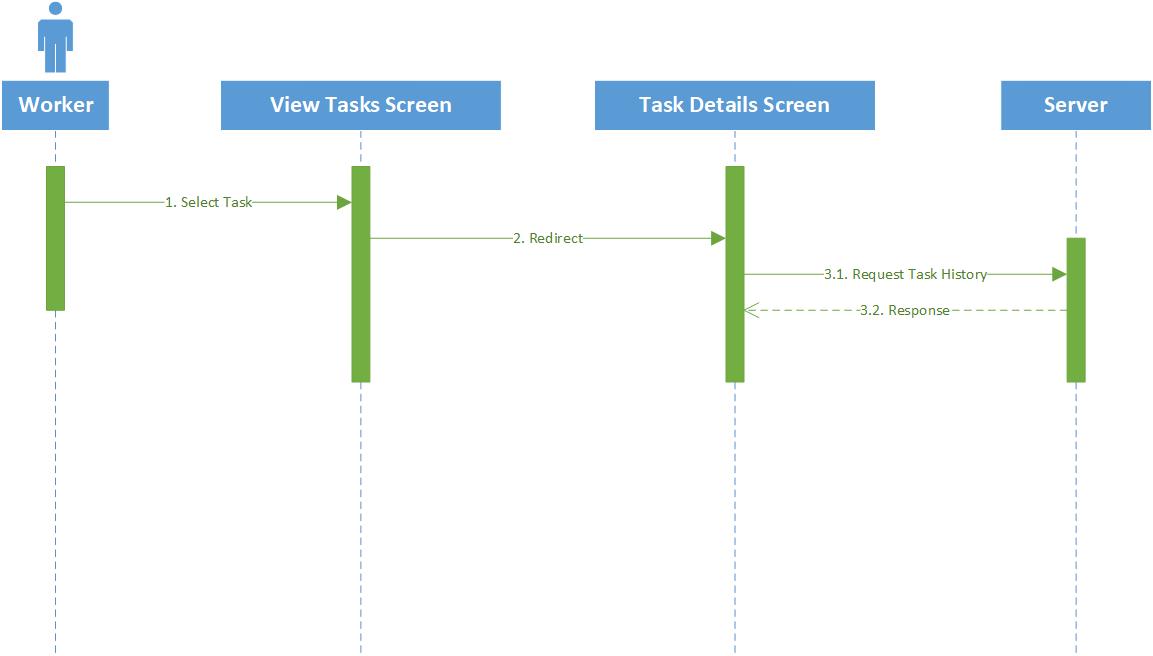 Worker
View Tasks Screen
Task Details Screen
Server
1. Select Task
2. Redirect
3.1. Request Task History
3.2. Response